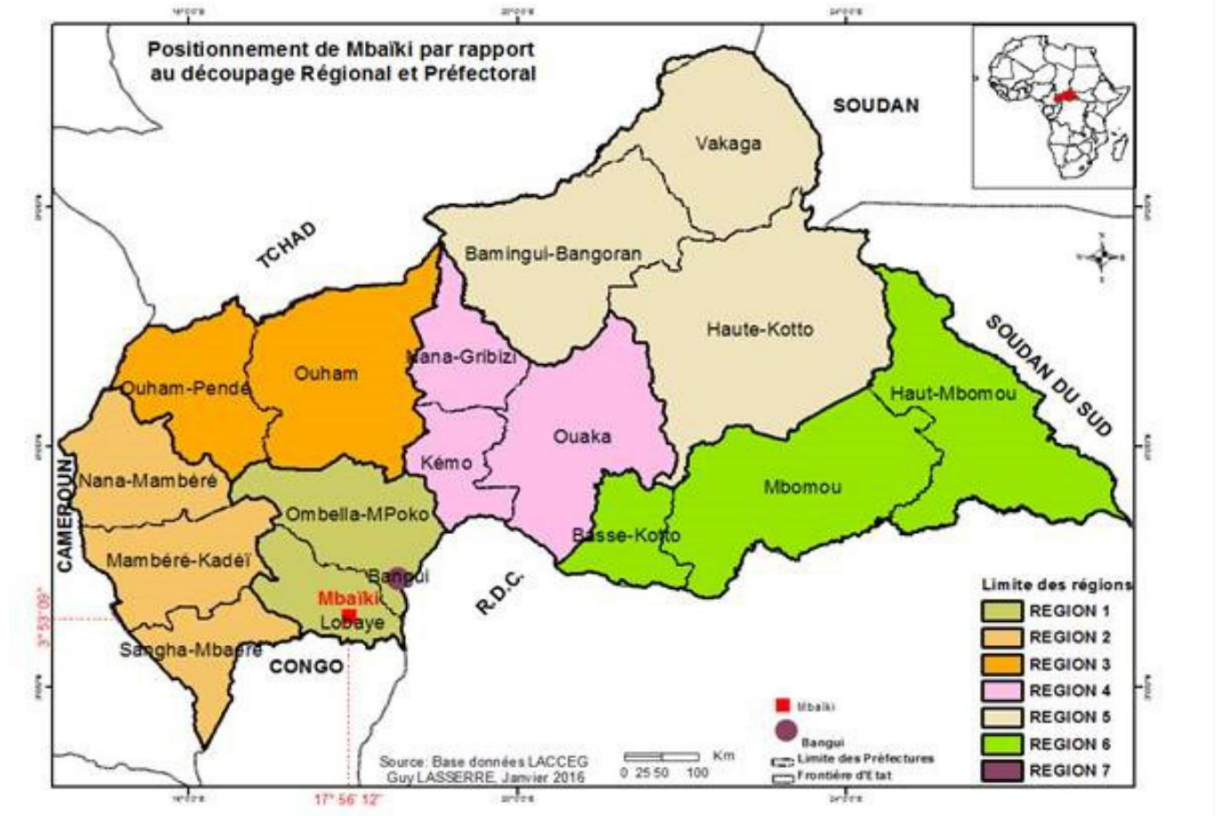 Positionnement de Mbaïki par rapport
au découpage Régional et Préfectoral
SOUDAN
Vakaga
TCHAD
Bamingui-Bangoran
Haute-Kotto
SOUDAN DU SUD
Nana-Gribizi
Ouham-Pendé
Ouham
Haut-Mbomou
Ouaka
Kémo
CAMEROUN
Nana-Mambéré
Mbomou
Ombella-MPoko
Basse-Kotto
Mambéré-Kadéï
Bangui
R.D.C.
Mbaïki
Lobaye
3° 53' 09"
Sangha-Mbaéré
CONGO
Limite des régions
REGION 1
REGION 2
REGION 3
REGION 4
REGION 5
REGION 6
REGION 7
Mbaïki
Bangui
Limite des Préfectures
Frontière d'Etat
Source: Base données LACCEG
Guy LASSERRE, Janvier 2016
Km
0 25 50 100
17° 56' 12"